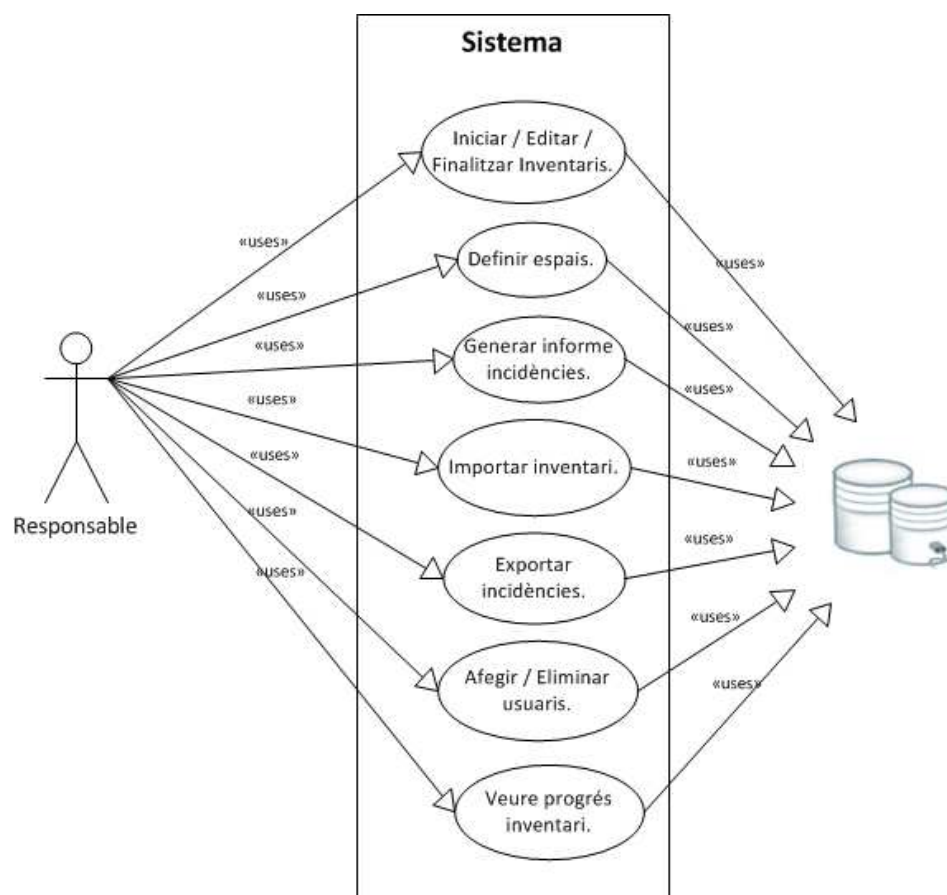 Sistema
Iniciar / Editar /
Finalitzar Inventaris.
«uses»
«uses»
Definir espais.
«uses»
«uses»
«uses»
Generar informe
incidències.
«uses»
«uses»
Importar inventari.
«uses»
«uses»
Responsable
Exportar
incidències.
«uses»
«uses»
Afegir / Eliminar
usuaris.
«uses»
«uses»
«uses»
Veure progrés
inventari.